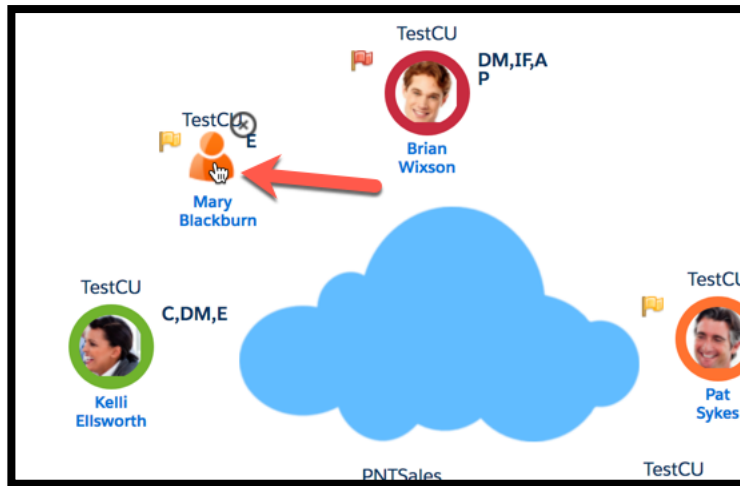 TestCU
DM,IF,A
P
Brian
Wixson
TestCU
E
Mary
Blackburn
TestCU
C,DM,E
Kelli
Ellsworth
TestCU
Pat
Sykes
PNTSales
TestCU